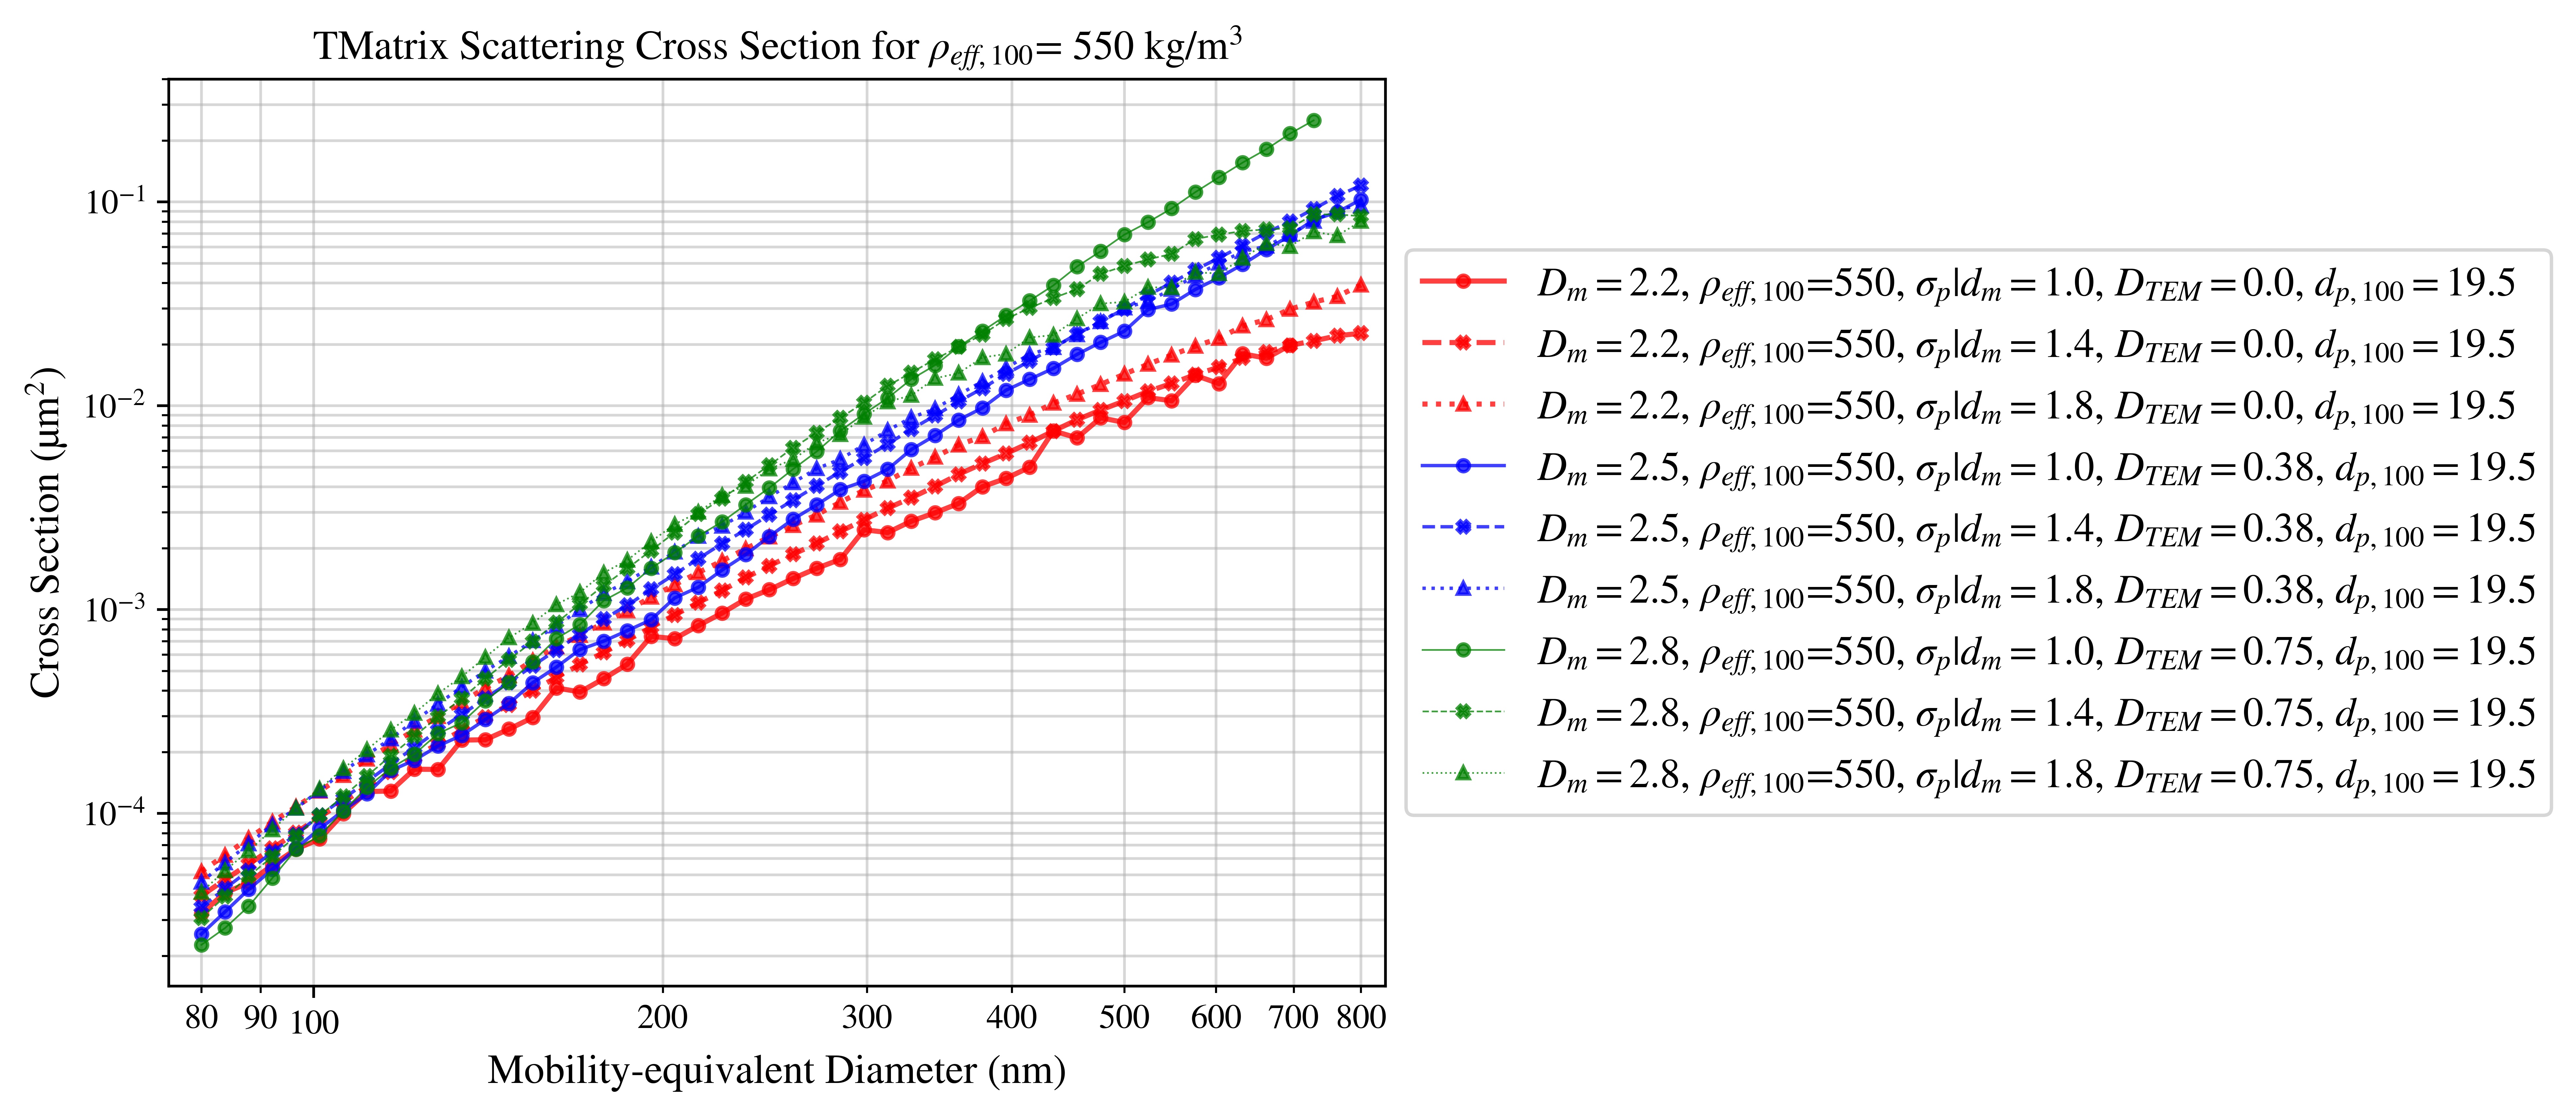 TMatrix Scattering Cross Section for ρeff,100= 550 kg/m³
Cross Section (μm²)
10⁻¹
10⁻²
10⁻³
10⁻⁴
80 90 100 200 300 400 500 600 700 800
Mobility-equivalent Diameter (nm)
Dm = 2.2, ρeff,100=550, σp|dm = 1.0, DTEM = 0.0, dp,100 = 19.5
Dm = 2.2, ρeff,100=550, σp|dm = 1.4, DTEM = 0.0, dp,100 = 19.5
Dm = 2.2, ρeff,100=550, σp|dm = 1.8, DTEM = 0.0, dp,100 = 19.5
Dm = 2.5, ρeff,100=550, σp|dm = 1.0, DTEM = 0.38, dp,100 = 19.5
Dm = 2.5, ρeff,100=550, σp|dm = 1.4, DTEM = 0.38, dp,100 = 19.5
Dm = 2.5, ρeff,100=550, σp|dm = 1.8, DTEM = 0.38, dp,100 = 19.5
Dm = 2.8, ρeff,100=550, σp|dm = 1.0, DTEM = 0.75, dp,100 = 19.5
Dm = 2.8, ρeff,100=550, σp|dm = 1.4, DTEM = 0.75, dp,100 = 19.5
Dm = 2.8, ρeff,100=550, σp|dm = 1.8, DTEM = 0.75, dp,100 = 19.5